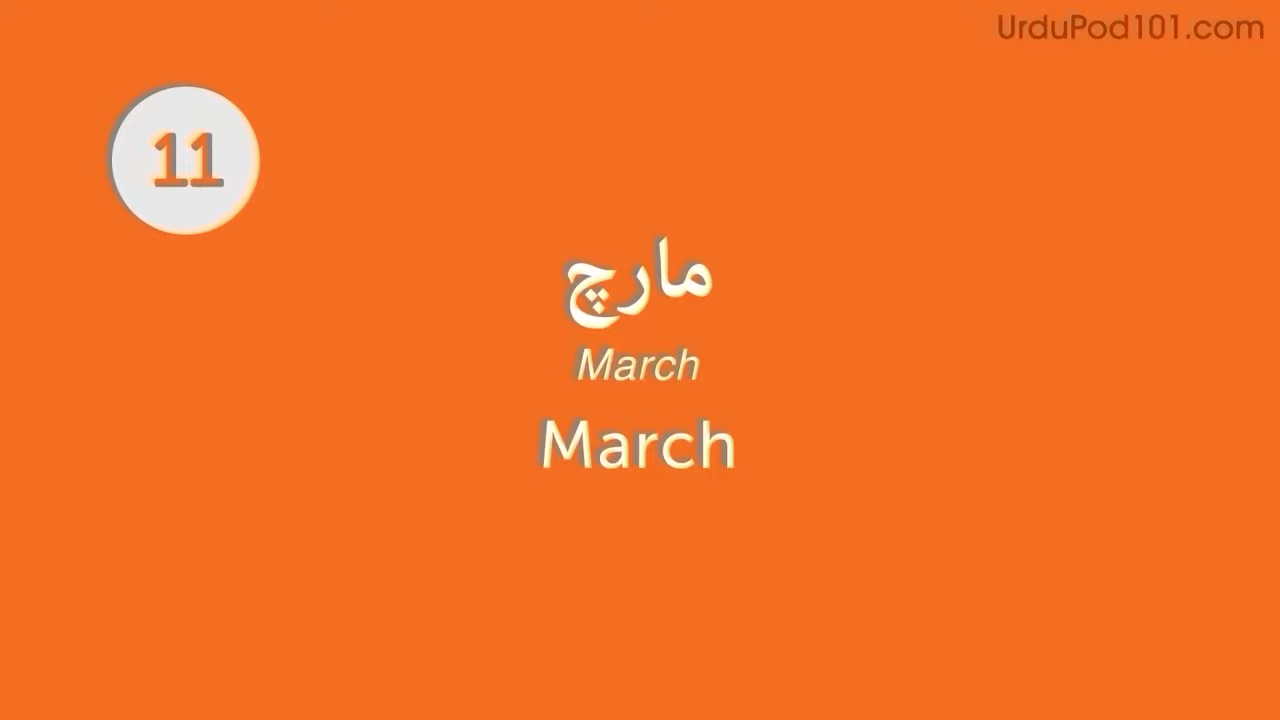 UrduPod101.com
11
مارچ
March
March